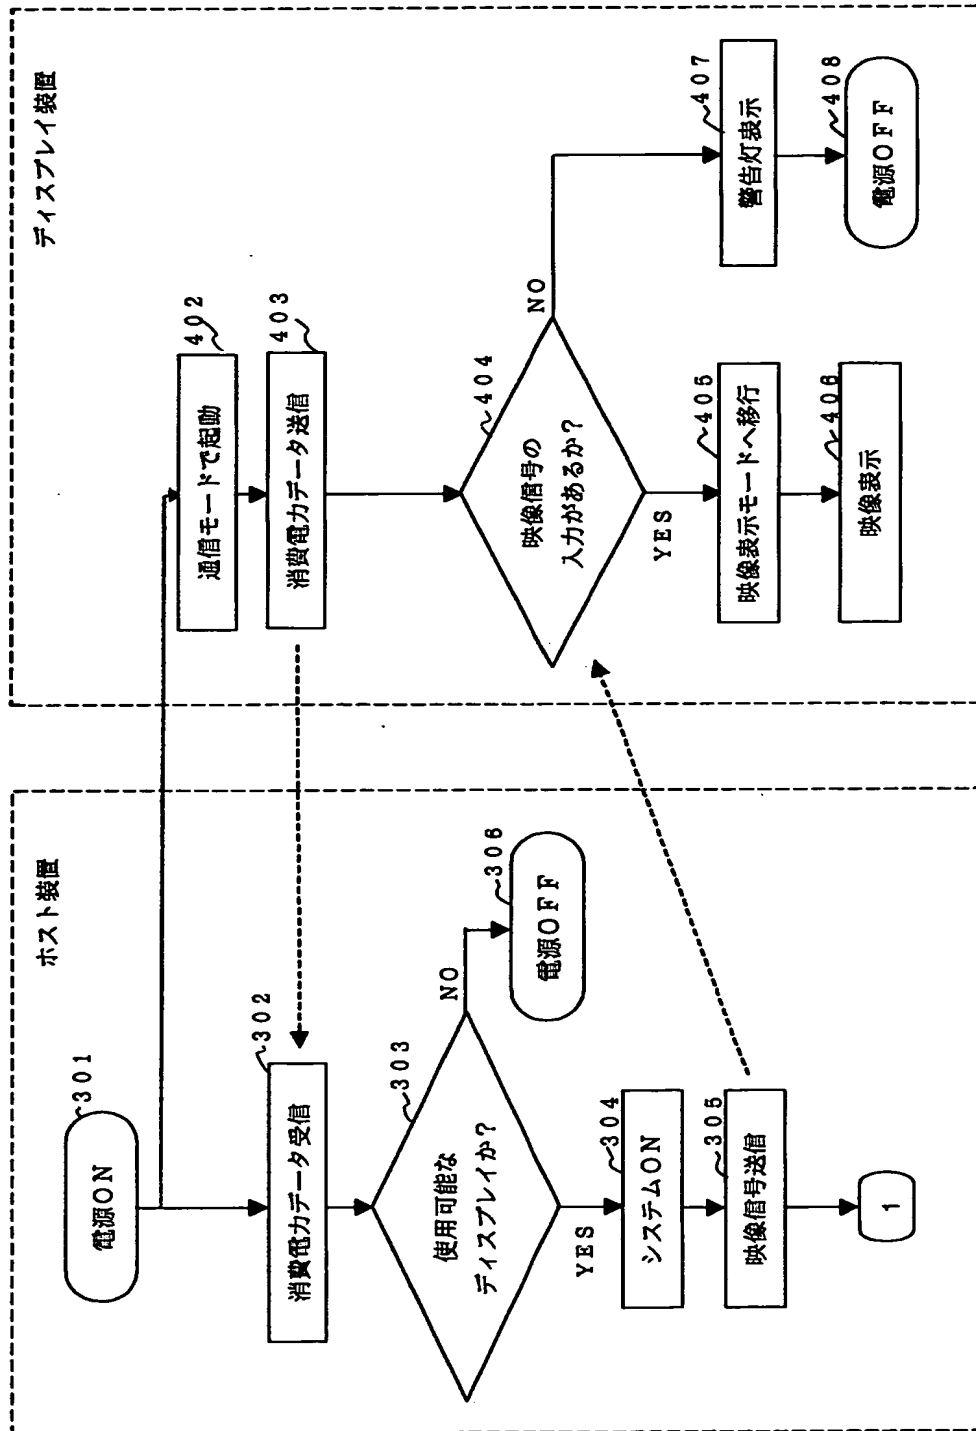 ホスト装置
電源ON
301
消費電力データ受信
302
使用可能な
ディスプレイか?
303
NO
電源OFF
306
YES
システムON
304
映像信号送信
305
1
ディスプレイ装置
通信モードで起動
402
消費電力データ送信
403
映像信号の
入力があるか?
404
NO
YES
映像表示モードへ移行
405
映像表示
406
警告灯表示
407
電源OFF
408